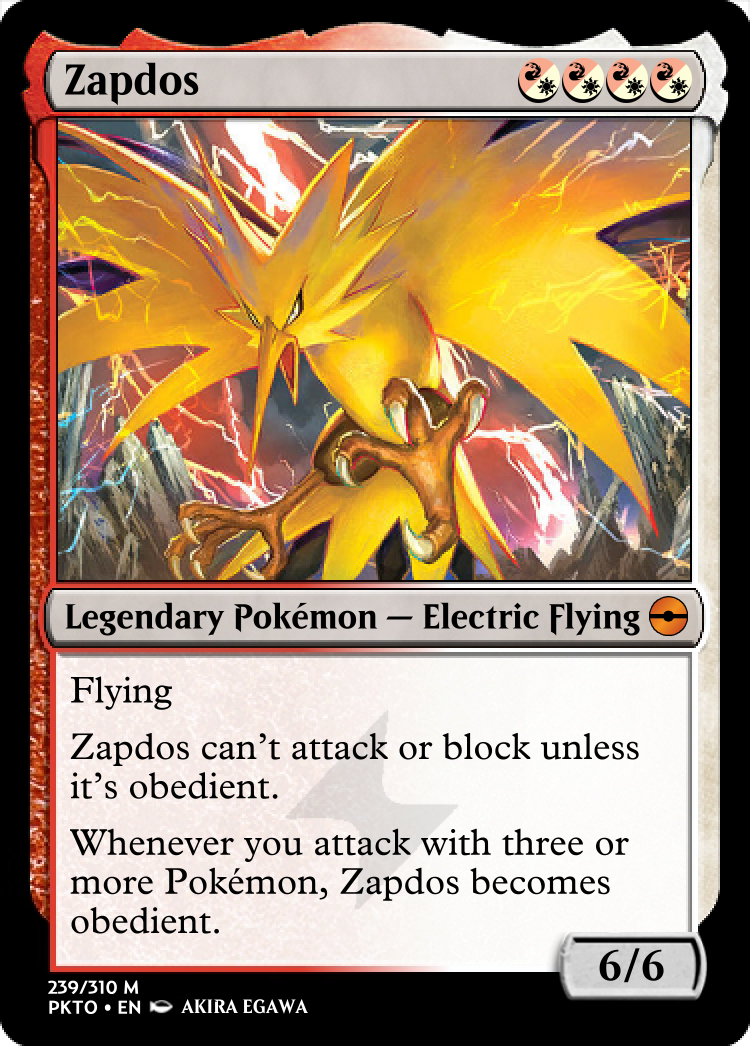 Zapdos
Legendary Pokémon — Electric Flying
Flying
Zapdos can't attack or block unless
it's obedient.
Whenever you attack with three or
more Pokémon, Zapdos becomes
obedient.
6/6
239/310 M
PKTO • EN AKIRA EGAWA